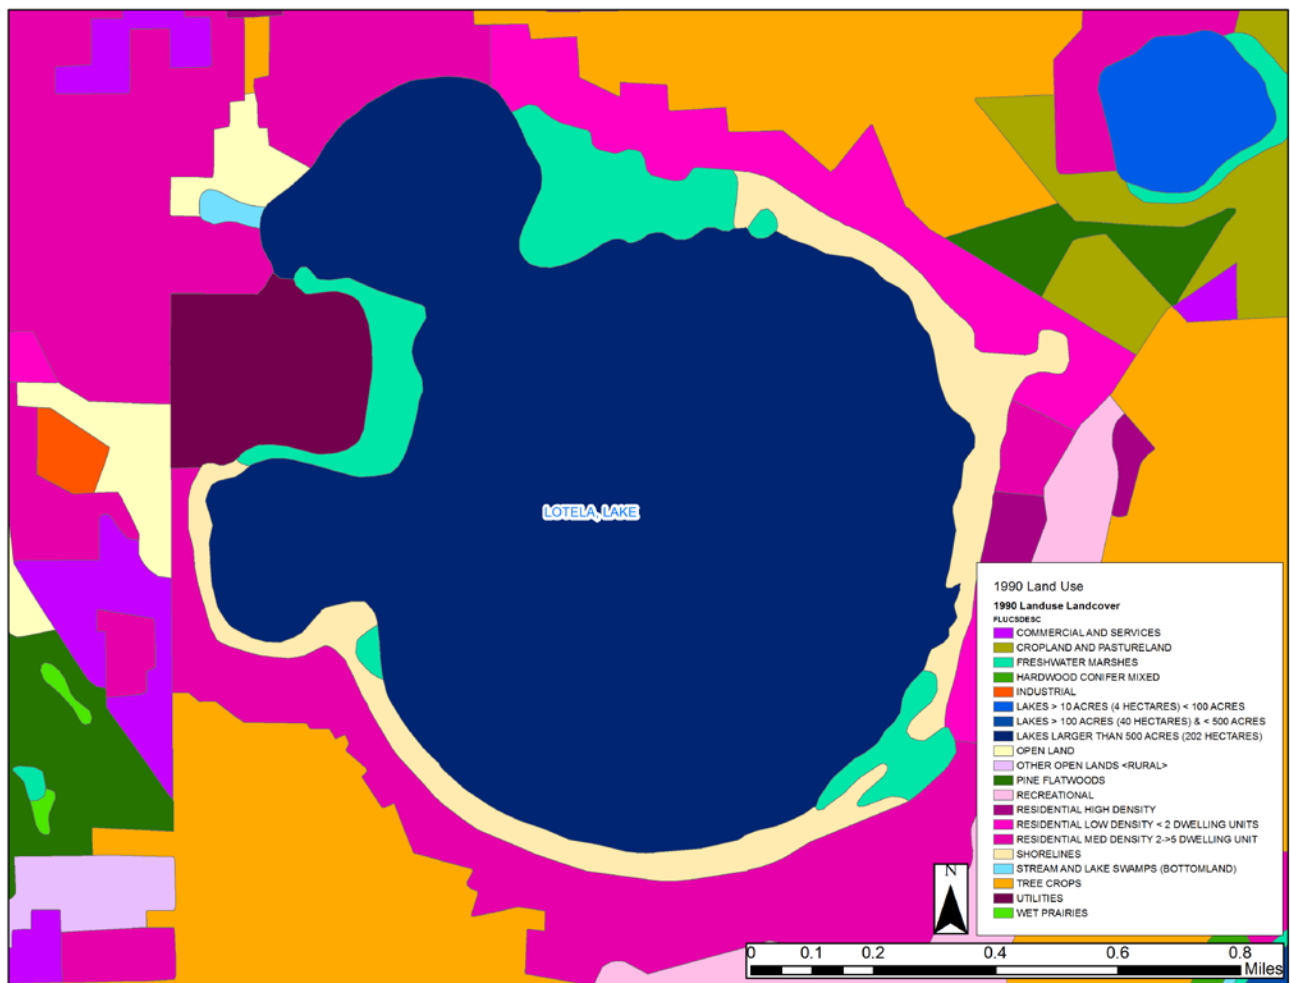 LOTELA, LAKE
1990 Land Use
1990 Landuse Landcover
FLUCSDESC
COMMERCIAL AND SERVICES
CROPLAND AND PASTURELAND
FRESHWATER MARSHES
HARDWOOD CONIFER MIXED
INDUSTRIAL
LAKES > 10 ACRES (4 HECTARES) < 100 ACRES
LAKES > 100 ACRES (40 HECTARES) & < 500 ACRES
LAKES LARGER THAN 500 ACRES (202 HECTARES)
OPEN LAND
OTHER OPEN LANDS <RURAL>
PINE FLATWOODS
RECREATIONAL
RESIDENTIAL HIGH DENSITY
RESIDENTIAL LOW DENSITY < 2 DWELLING UNITS
RESIDENTIAL MED DENSITY 2->5 DWELLING UNIT
SHORELINES
STREAM AND LAKE SWAMPS (BOTTOMLAND)
TREE CROPS
UTILITIES
WET PRAIRIES
N
0 0.1 0.2 0.4 0.6 0.8
Miles